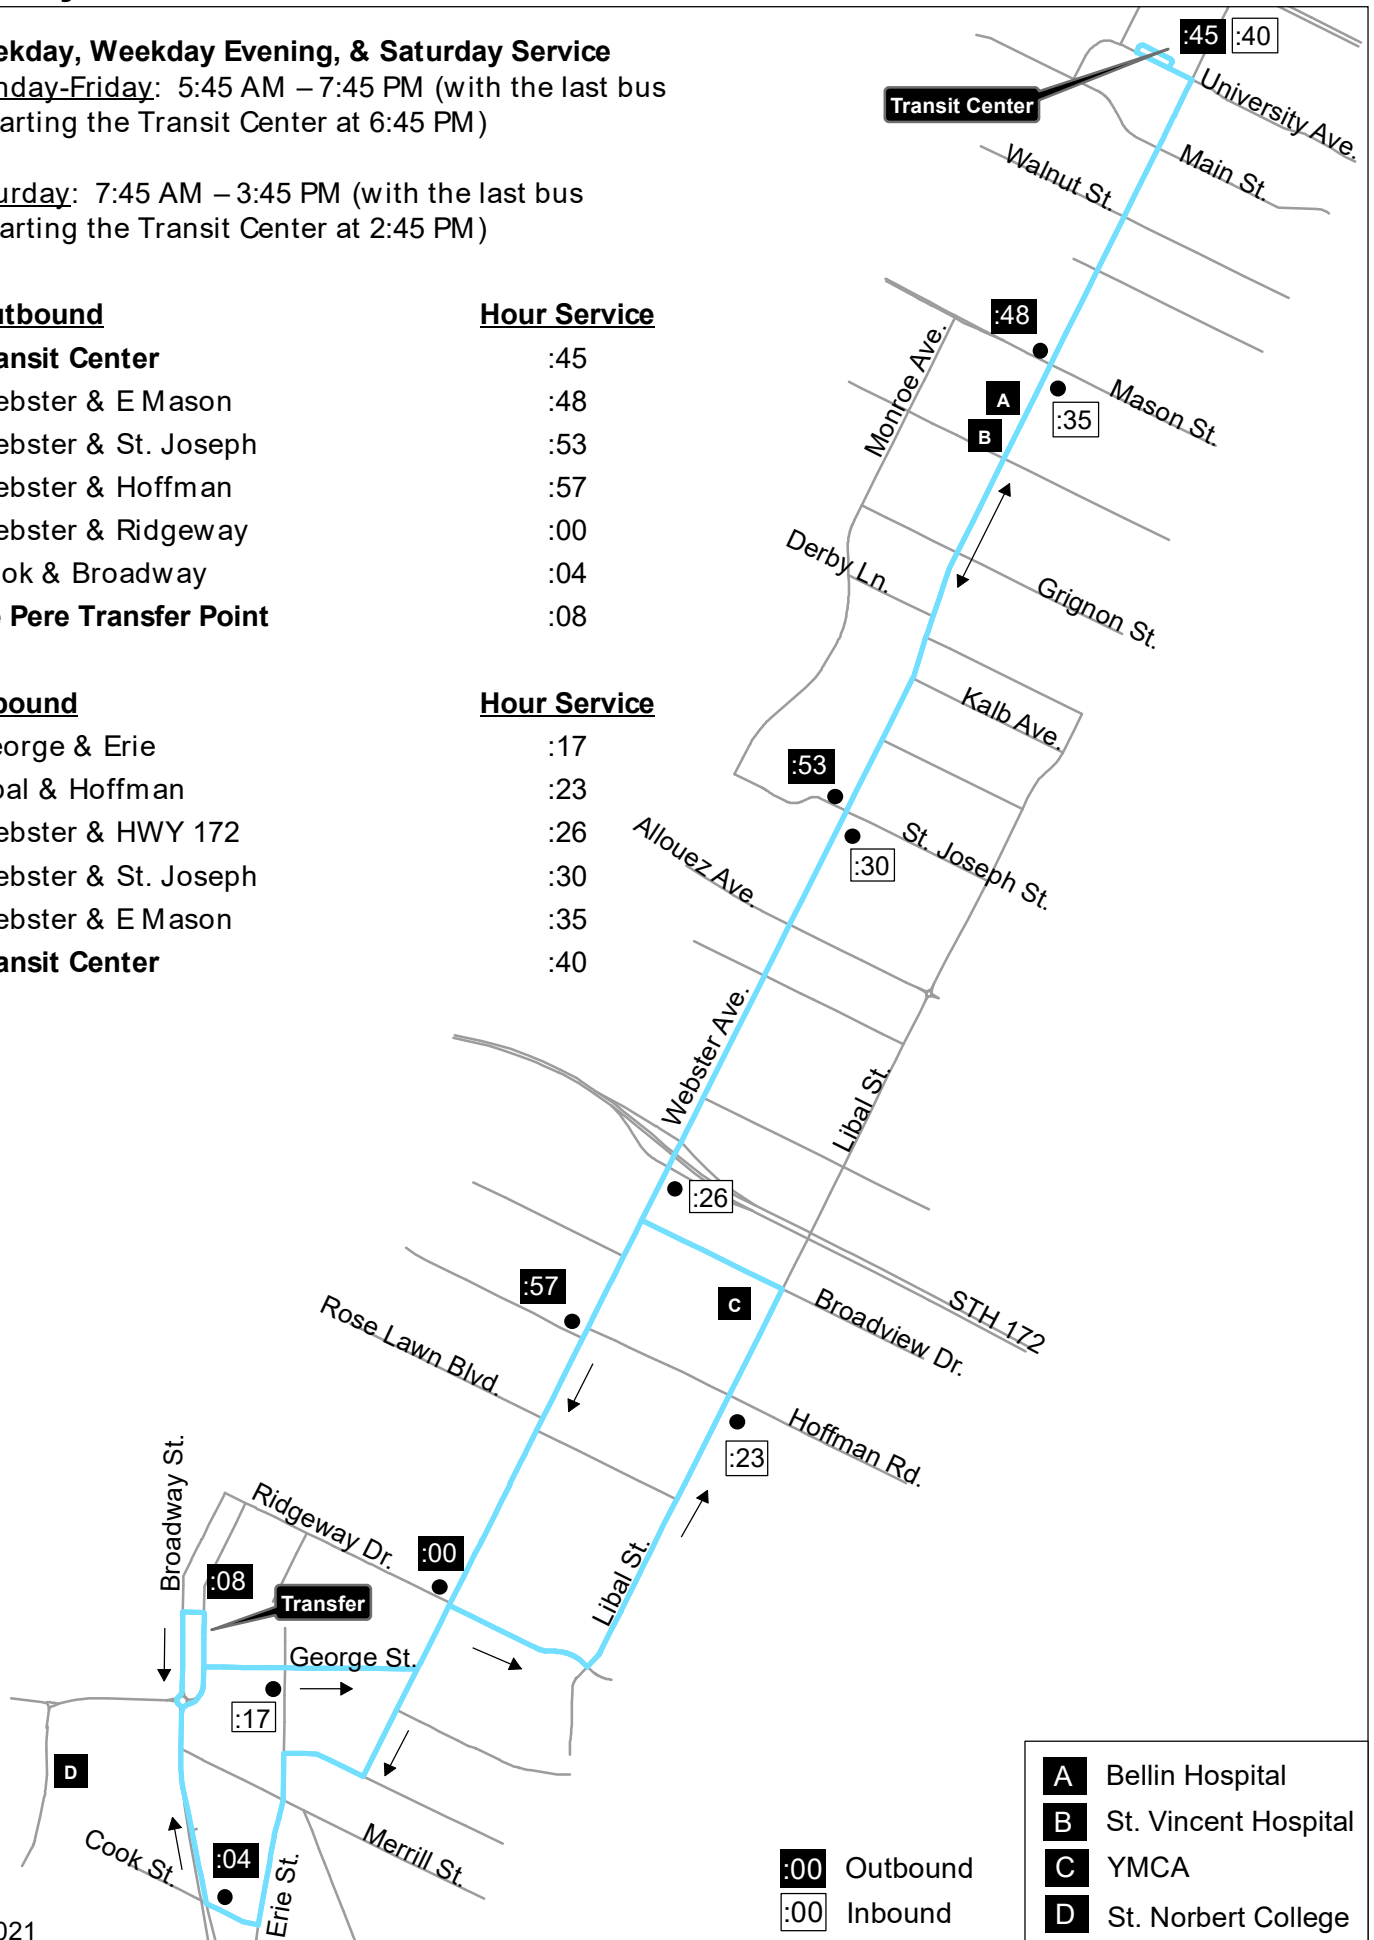 ekday, Weekday Evening, & Saturday Service
nday-Friday: 5:45 AM – 7:45 PM (with the last bus
arting the Transit Center at 6:45 PM)
urday: 7:45 AM – 3:45 PM (with the last bus
arting the Transit Center at 2:45 PM)
utbound Hour Service
ansit Center :45
ebster & E Mason :48
ebster & St. Joseph :53
ebster & Hoffman :57
ebster & Ridgeway :00
ok & Broadway :04
e Pere Transfer Point :08
bound Hour Service
eorge & Erie :17
bal & Hoffman :23
ebster & HWY 172 :26
ebster & St. Joseph :30
ebster & E Mason :35
ansit Center :40
:45 :40
Transit Center
University Ave.
Main St.
Walnut St.
:48
Monroe Ave.
Mason St.
A
:35
B
Derby Ln.
Grignon St.
Kalb Ave.
:53
Allouez Ave.
St. Joseph St.
:30
Webster Ave.
Libal St.
:26
:57
C
Rose Lawn Blvd.
Broadview Dr.
STH 172
Hoffman Rd.
:23
Broadway St.
Ridgeway Dr.
:00
:08
Transfer
Libal St.
George St.
:17
D
Cook St.
:04
Erie St.
Merrill St.
:00 Outbound
:00 Inbound
A Bellin Hospital
B St. Vincent Hospital
C YMCA
D St. Norbert College
021